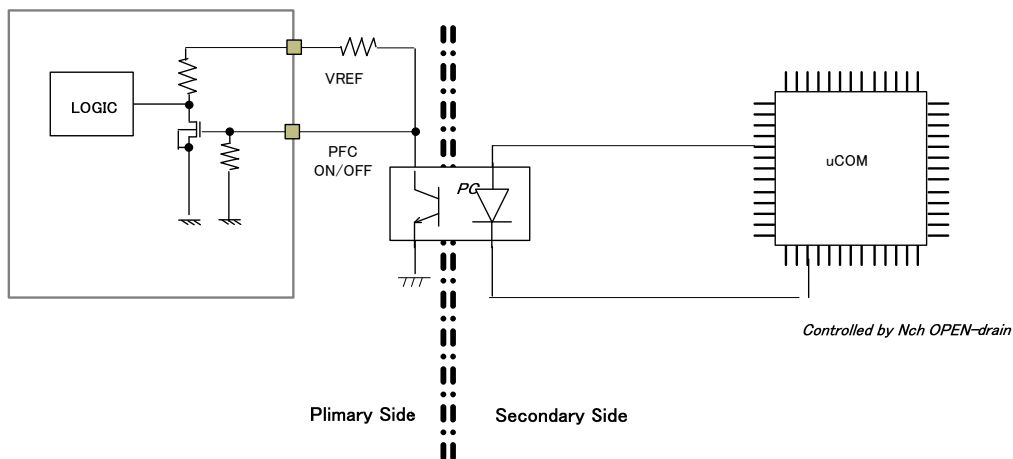 VREF
LOGIC
PFC
ON/OFF
PC
uCOM
Controlled by Nch OPEN-drain
Plimary Side
Secondary Side